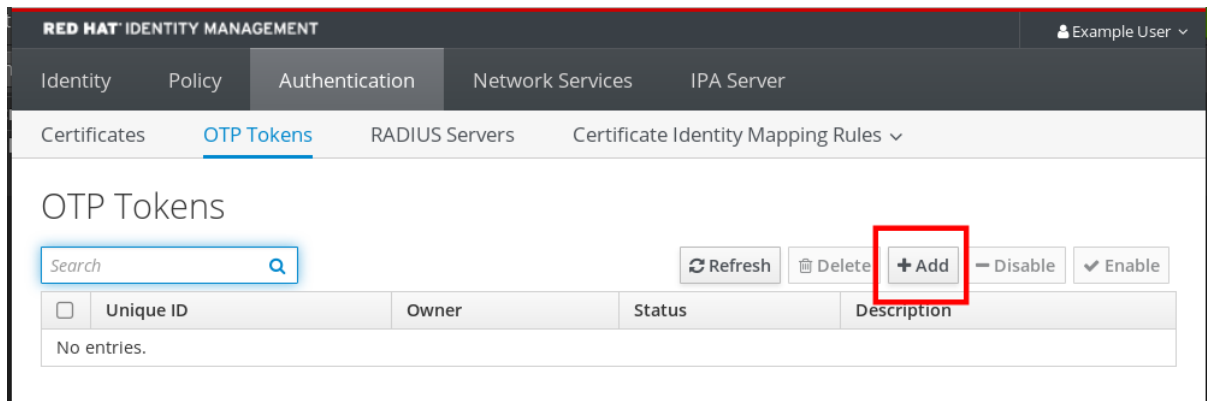 RED HAT® IDENTITY MANAGEMENT Example User
Identity Policy Authentication Network Services IPA Server
Certificates OTP Tokens RADIUS Servers Certificate Identity Mapping Rules
OTP Tokens
Search Refresh Delete + Add − Disable Enable
Unique ID Owner Status Description
No entries.